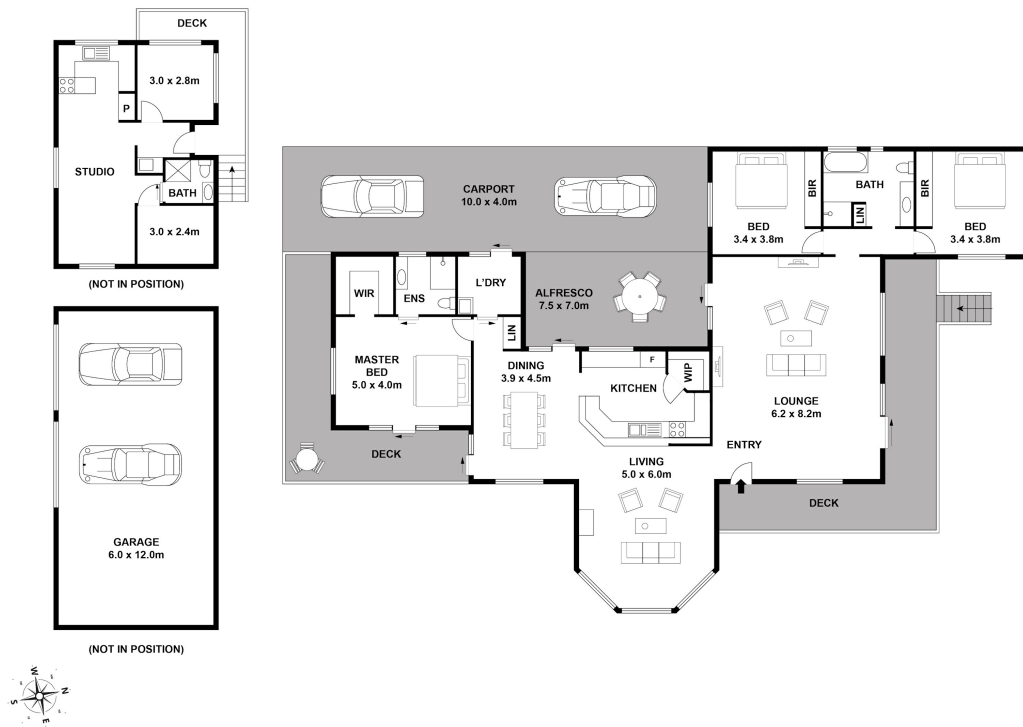 DECK
3.0 x 2.8m
P
STUDIO
BATH
3.0 x 2.4m
(NOT IN POSITION)
GARAGE
6.0 x 12.0m
(NOT IN POSITION)
CARPORT
10.0 x 4.0m
BED
3.4 x 3.8m
BIR
BATH
LIN
BIR
BED
3.4 x 3.8m
WIR
ENS
L'DRY
ALFRESCO
7.5 x 7.0m
LIN
MASTER
BED
5.0 x 4.0m
DINING
3.9 x 4.5m
F
WIP
KITCHEN
LOUNGE
6.2 x 8.2m
DECK
ENTRY
LIVING
5.0 x 6.0m
DECK
W
N
S
E